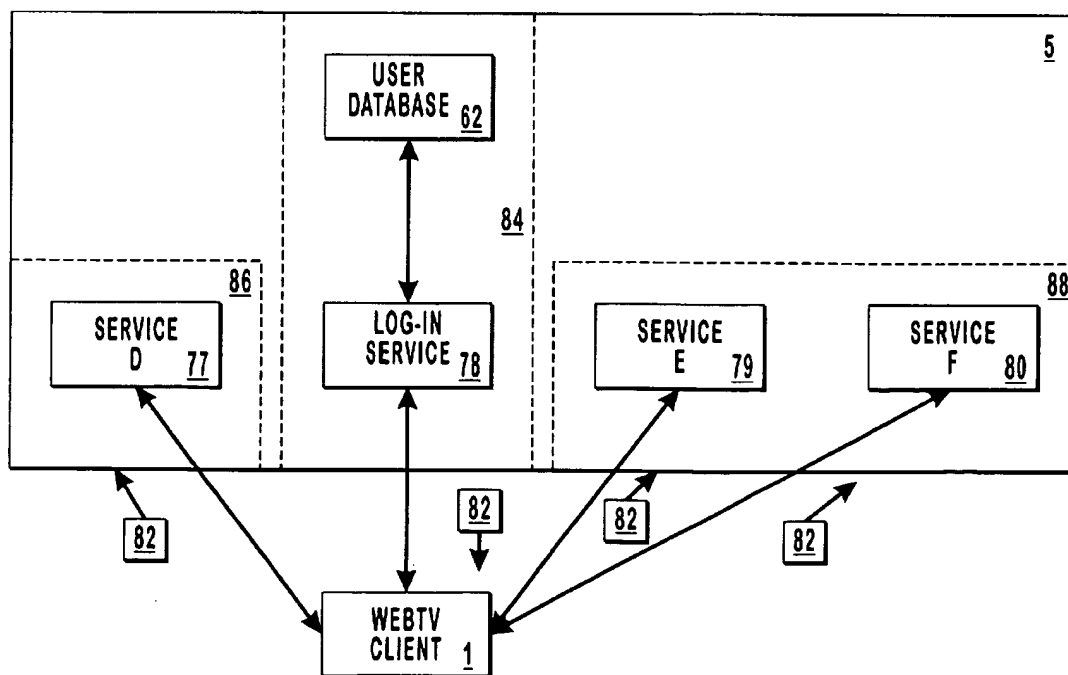 5
USER
DATABASE 62
84
86
88
SERVICE
D 77
LOG-IN
SERVICE 78
SERVICE
E 79
SERVICE
F 80
82
82
82
82
WEBTV
CLIENT 1